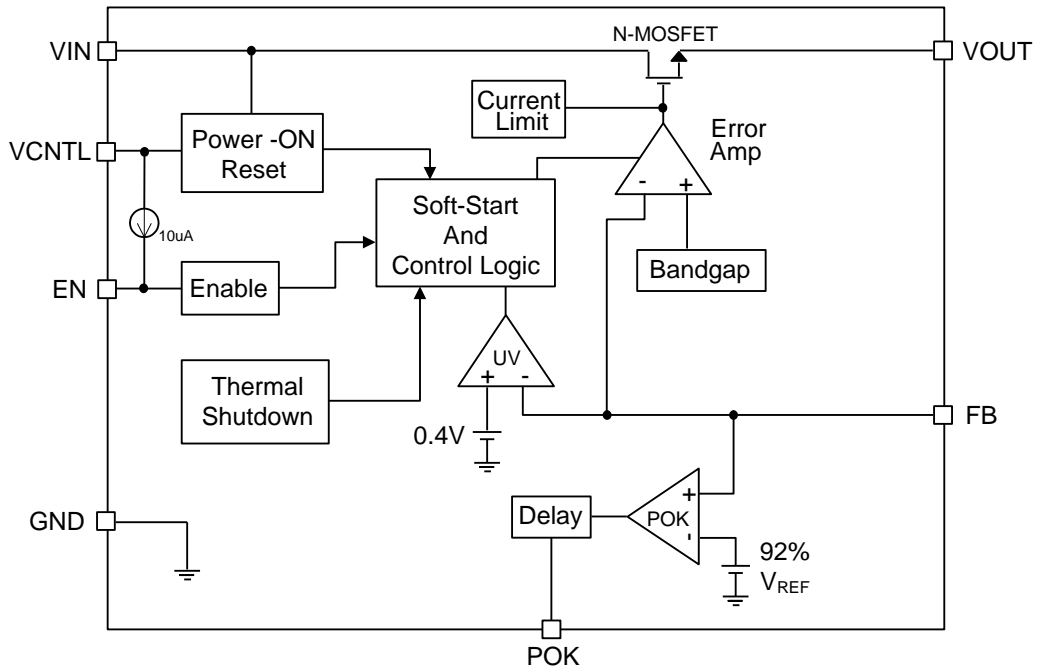 N-MOSFET
VIN
VOUT
Current
Limit
Error
Amp
Power -ON
Reset
VCNTL
- +
Soft-Start
And
Control Logic
10uA
Bandgap
EN
Enable
UV
+ -
Thermal
Shutdown
0.4V
FB
+
POK
-
Delay
GND
92%
VREF
POK